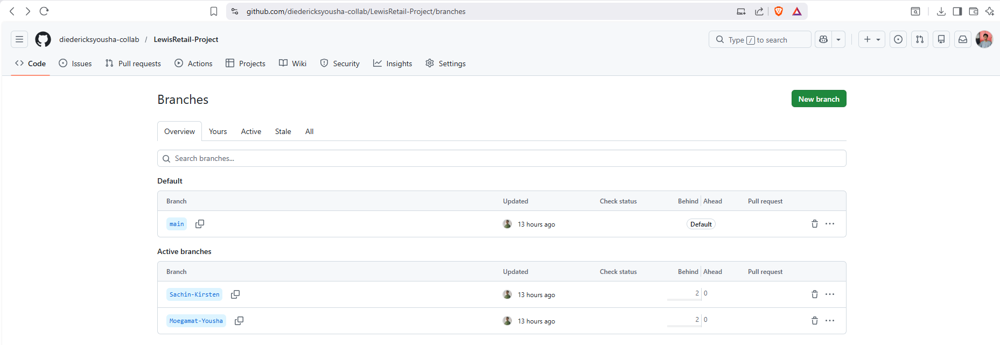 github.com/diedericksyousha-collab/LewisRetail-Project/branches
diedericksyousha-collab / LewisRetail-Project
Type / to search
Code Issues Pull requests Actions Projects Wiki Security Insights Settings
Branches
New branch
Overview Yours Active Stale All
Search branches...
Default
Branch Updated Check status Behind Ahead Pull request
main 13 hours ago Default
Active branches
Branch Updated Check status Behind Ahead Pull request
Sachin-Kirsten 13 hours ago 2 0
Moegamat-Yousha 13 hours ago 2 0